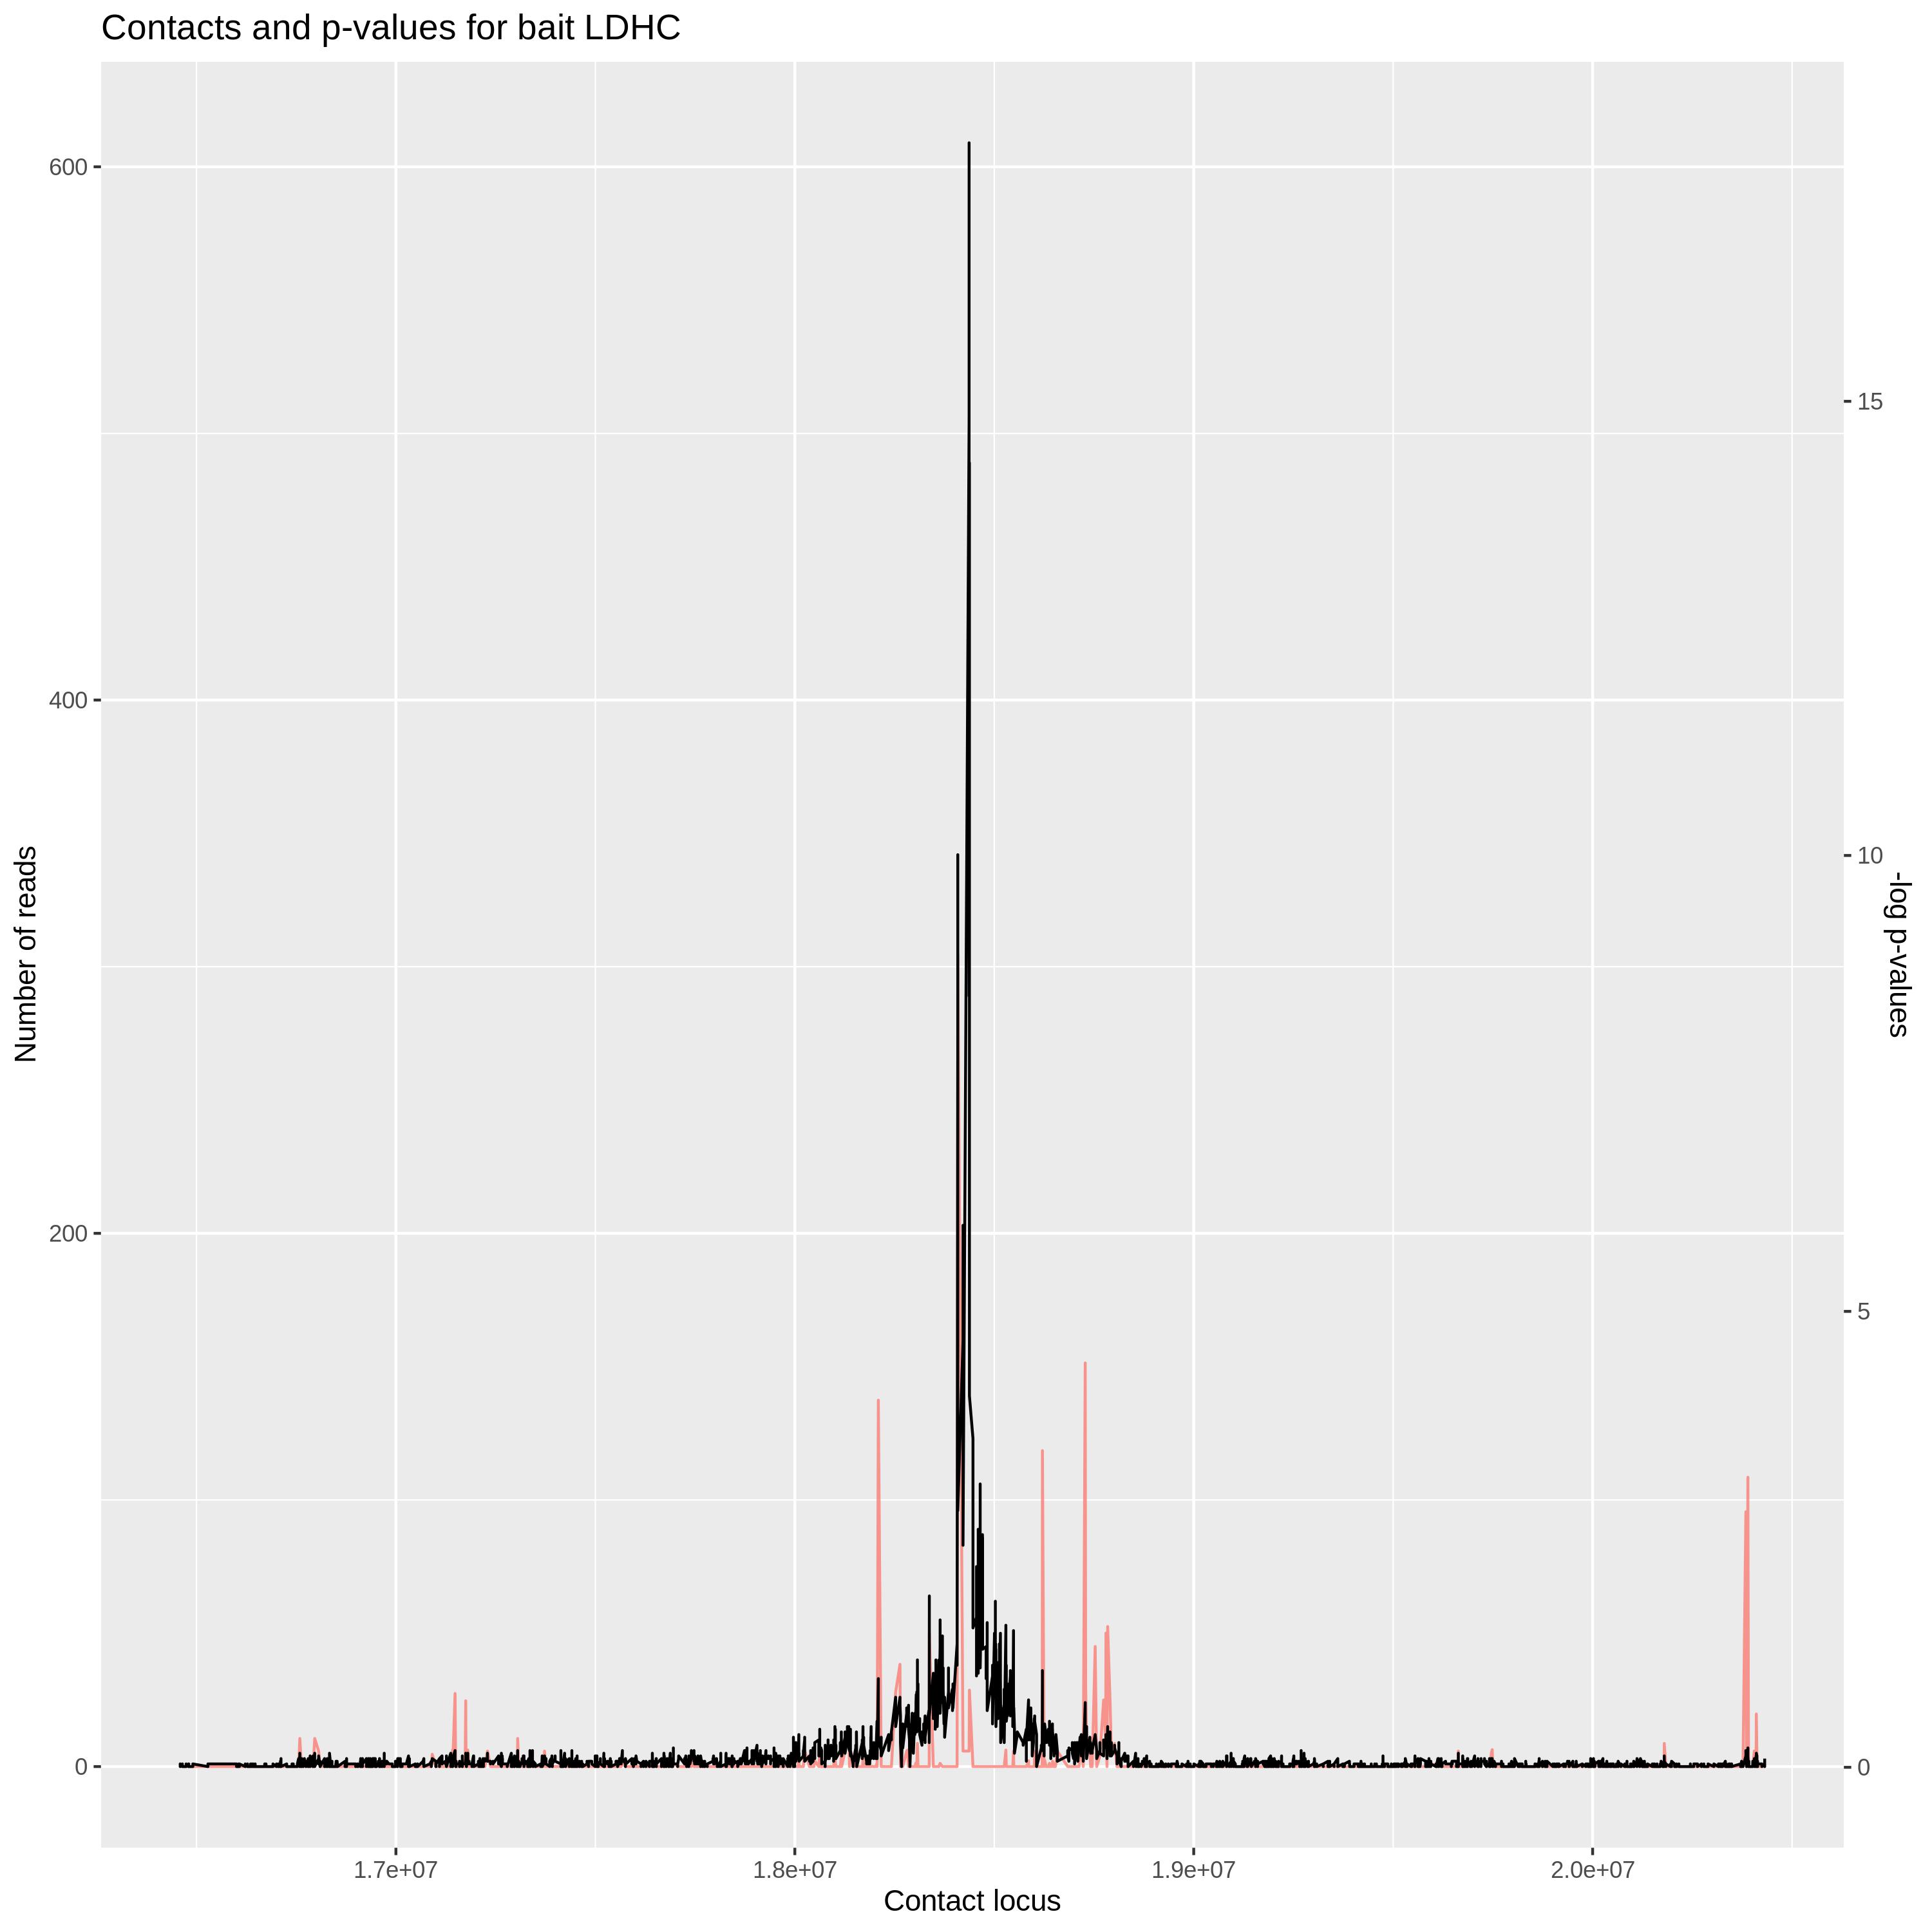 Contacts and p-values for bait LDHC
600
400
200
0
Number of reads
15
10
5
0
-log p-values
1.7e+07
1.8e+07
1.9e+07
2.0e+07
Contact locus